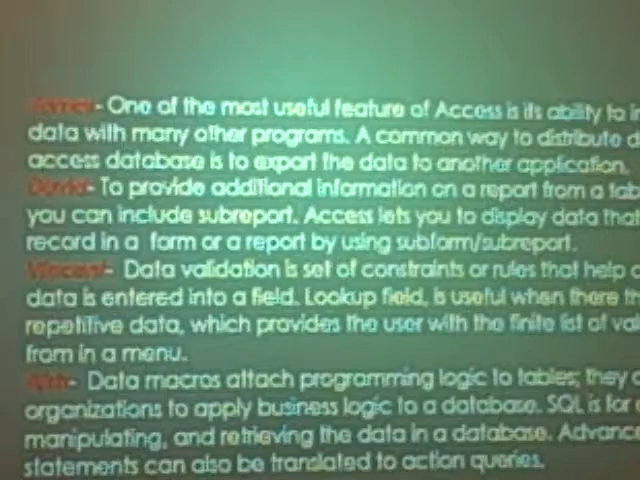 - One of the most useful feature of Access is its ability to
data with many other programs. A common way to distribute
access database is to export the data to another application.
David- To provide additional information on a report from a
you can include subreport. Access lets you to display data that
record in a form or a report by using subform/subreport.
Vincent- Data validation is set of constraints or rules that help
data is entered into a field. Lookup field, is useful when there
repetitive data, which provides the user with the finite list of
from in a menu.
- Data macros attach programming logic to tables; they
organizations to apply business logic to a database. SQL is for
manipulating, and retrieving the data in a database.
statements can also be translated to action queries.